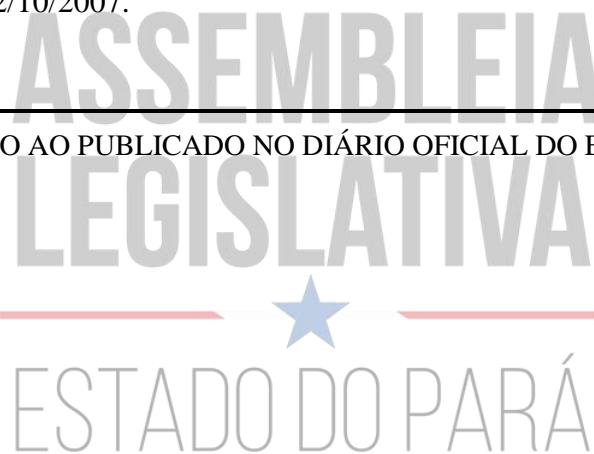 2/10/2007.
ASSEMBLEIA
O AO PUBLICADO NO DIÁRIO OFICIAL DO E
LEGISLATIVA
ESTADO DO PARÁ